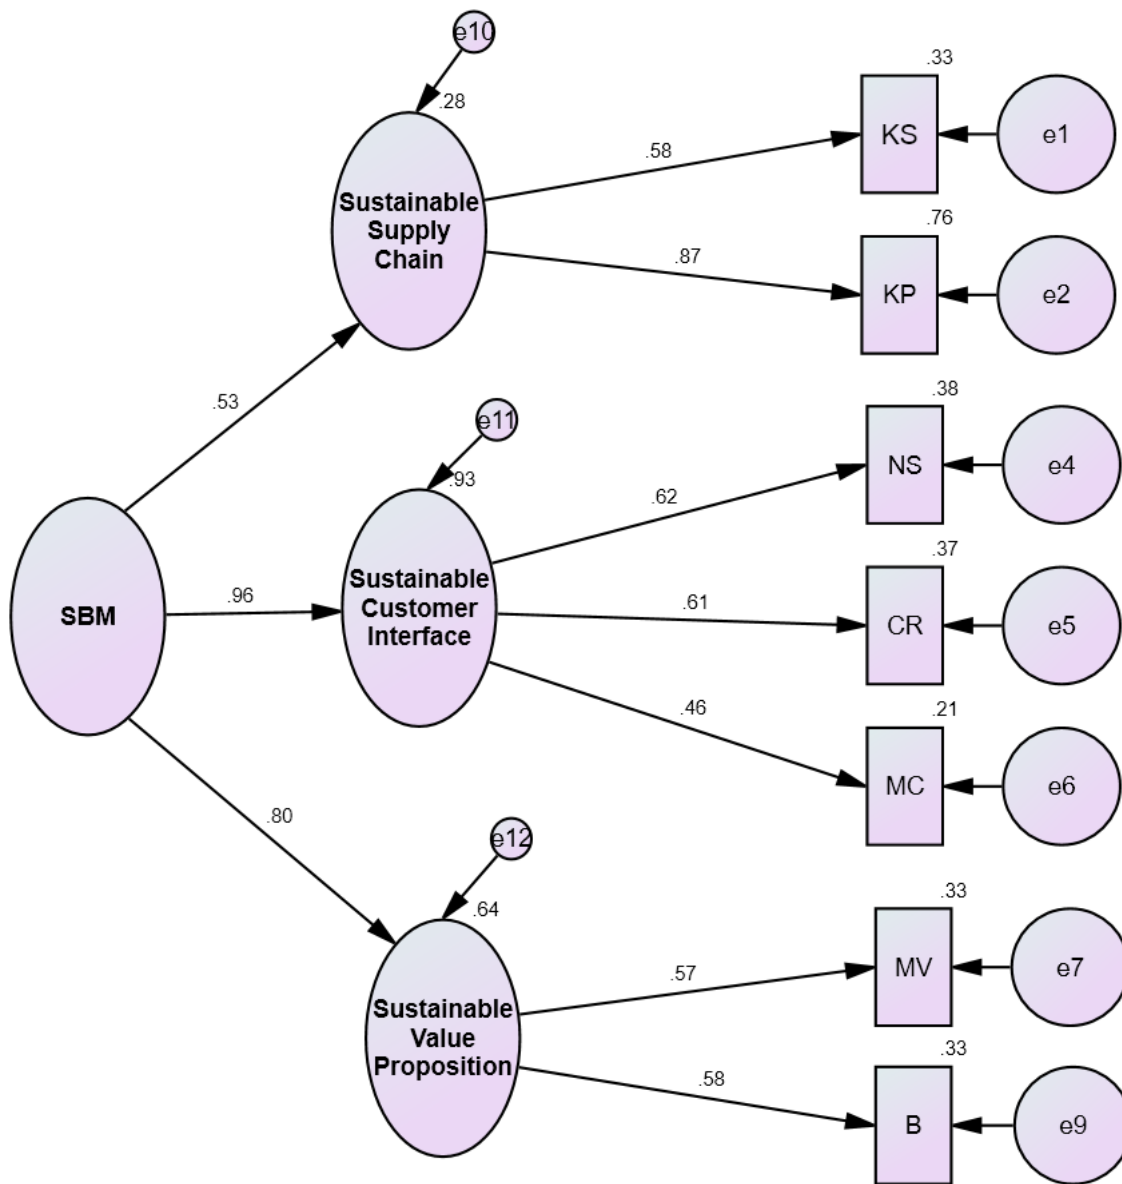 e10
.28
Sustainable
Supply
Chain
.58
.87
.33
KS
e1
.76
KP
e2
.53
e11
.93
Sustainable
Customer
Interface
.62
.61
.46
.38
NS
e4
.37
CR
e5
.21
MC
e6
SBM
.96
.80
e12
.64
Sustainable
Value
Proposition
.57
.58
.33
MV
e7
.33
B
e9